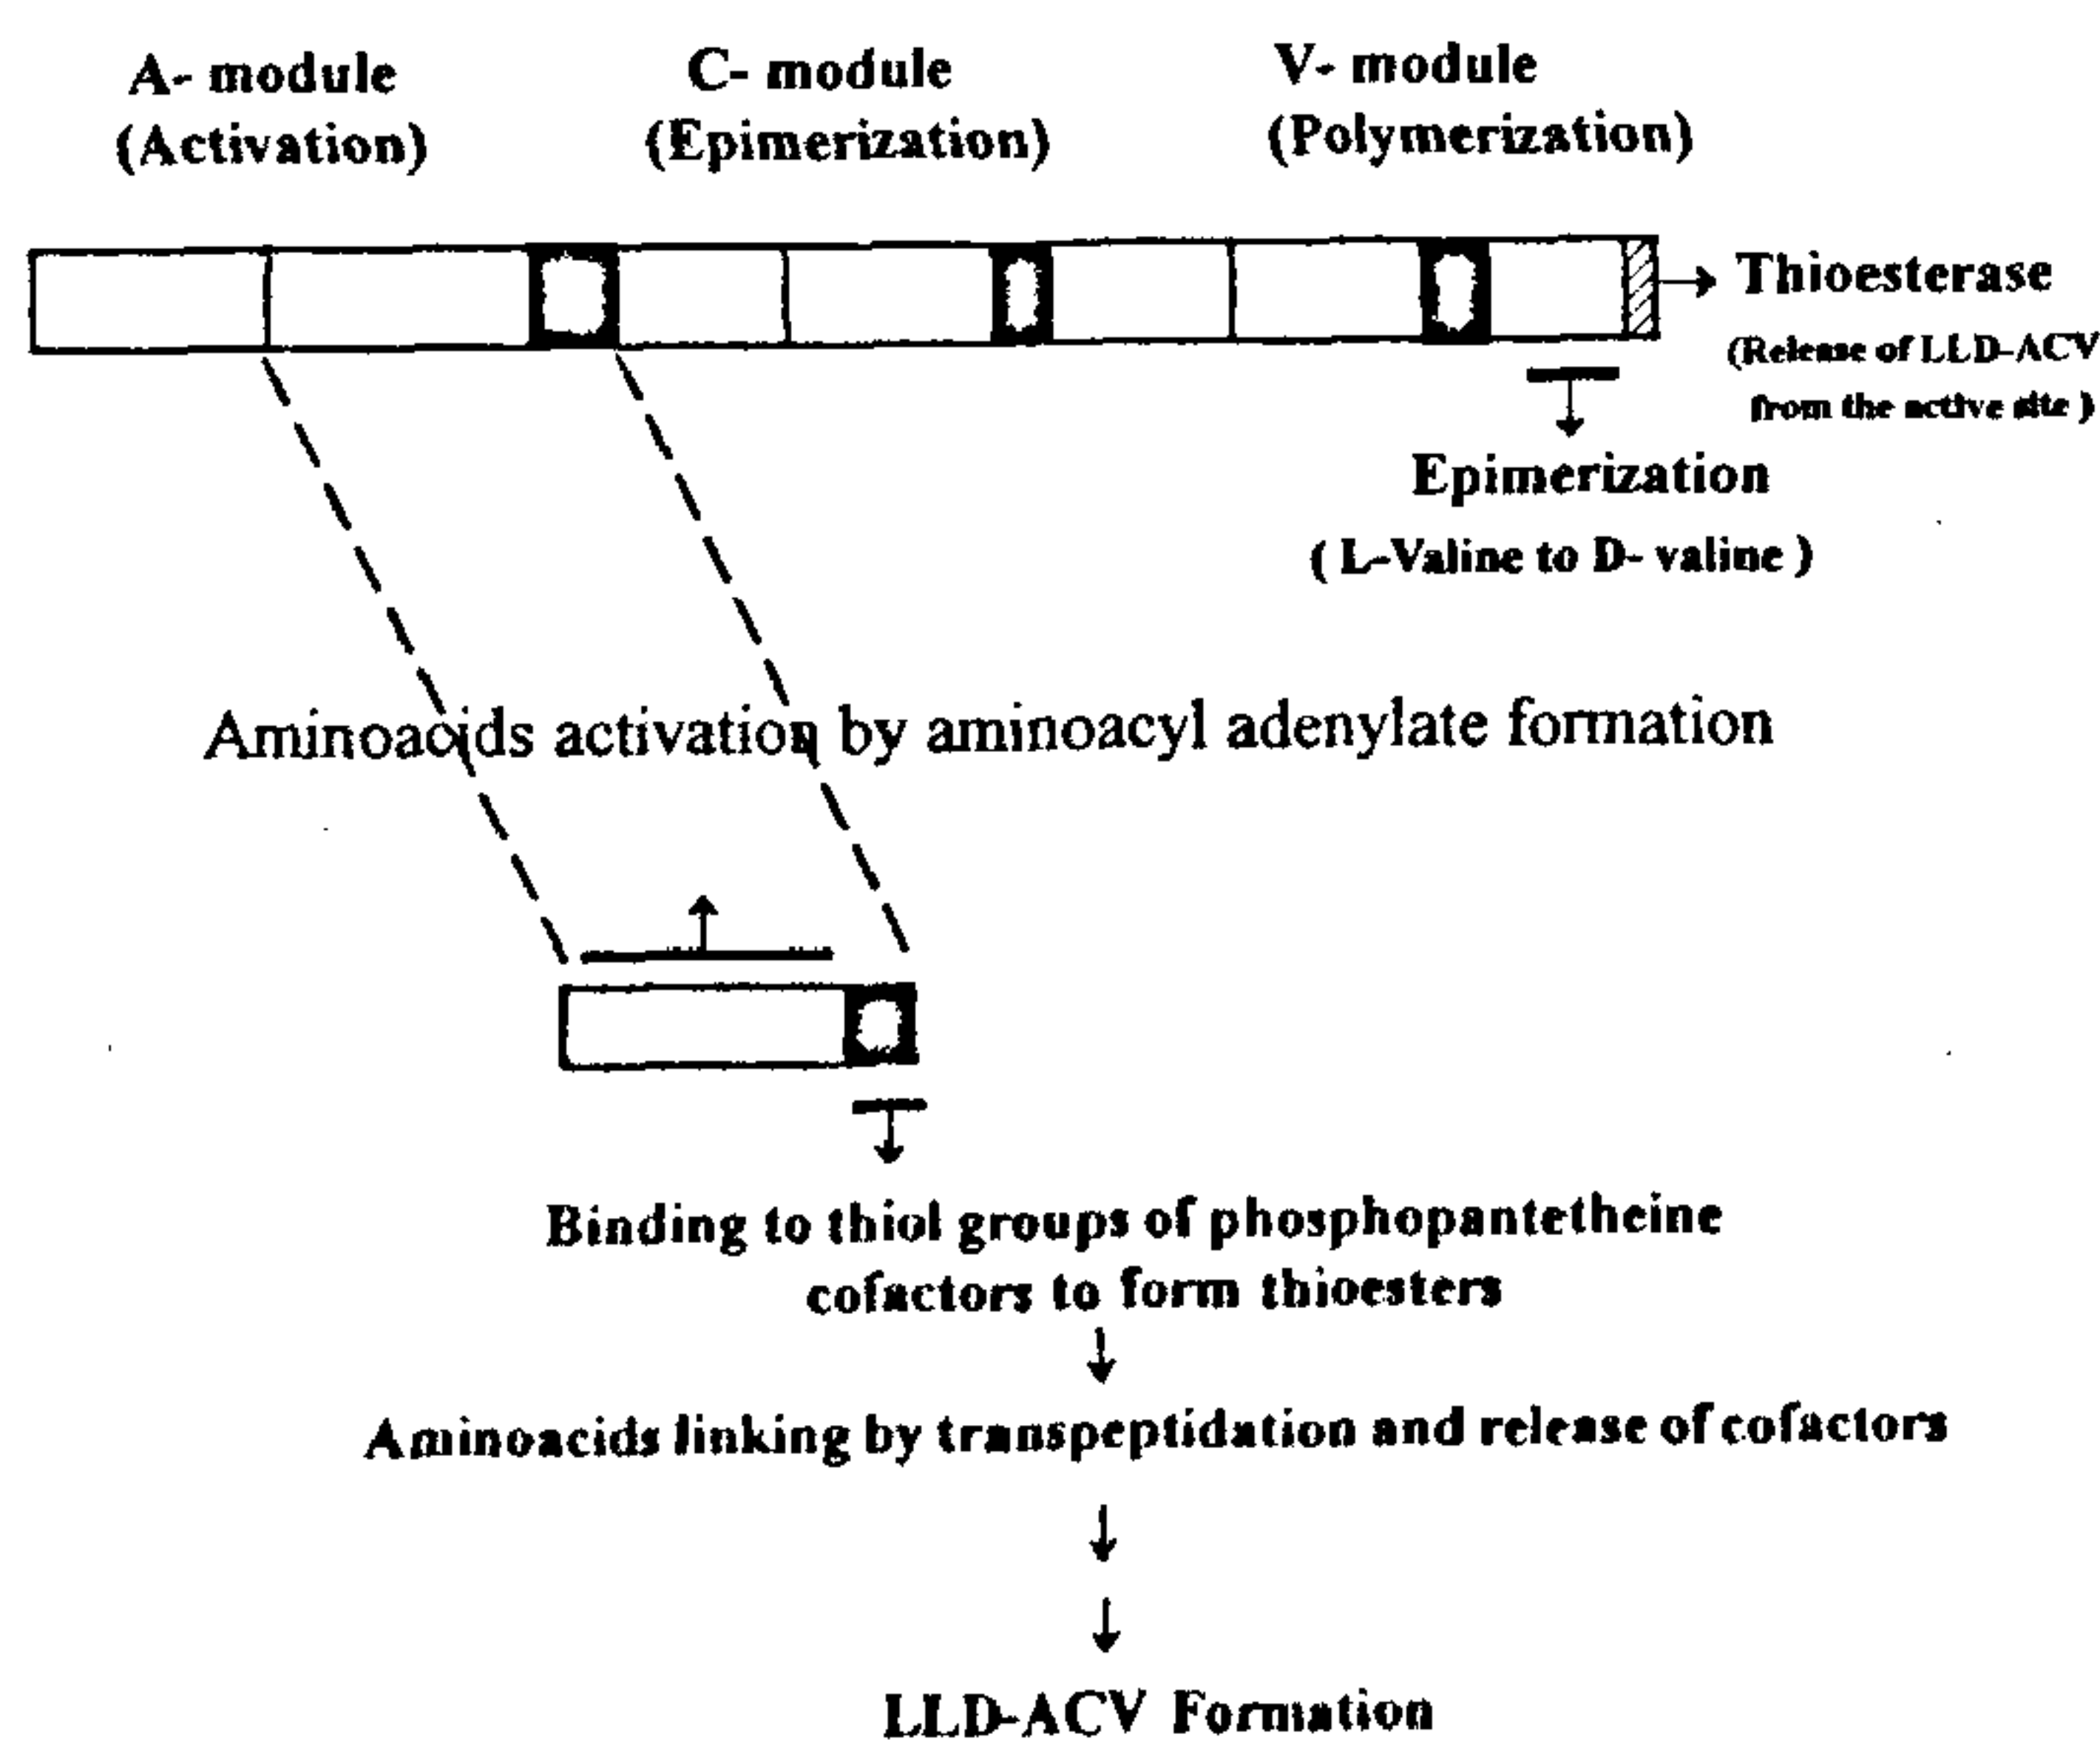 A- module
(Activation)
C- module
(Epimerization)
V- module
(Polymerization)
Thioesterase
(Release of LLD-ACV
from the active site )
Epimerization
( L-Valine to D- valine )
Aminoacids activation by aminoacyl adenylate formation
Binding to thiol groups of phosphopantetheine
cofactors to form thioesters
Aminoacids linking by transpeptidation and release of cofactors
LLD-ACV Formation